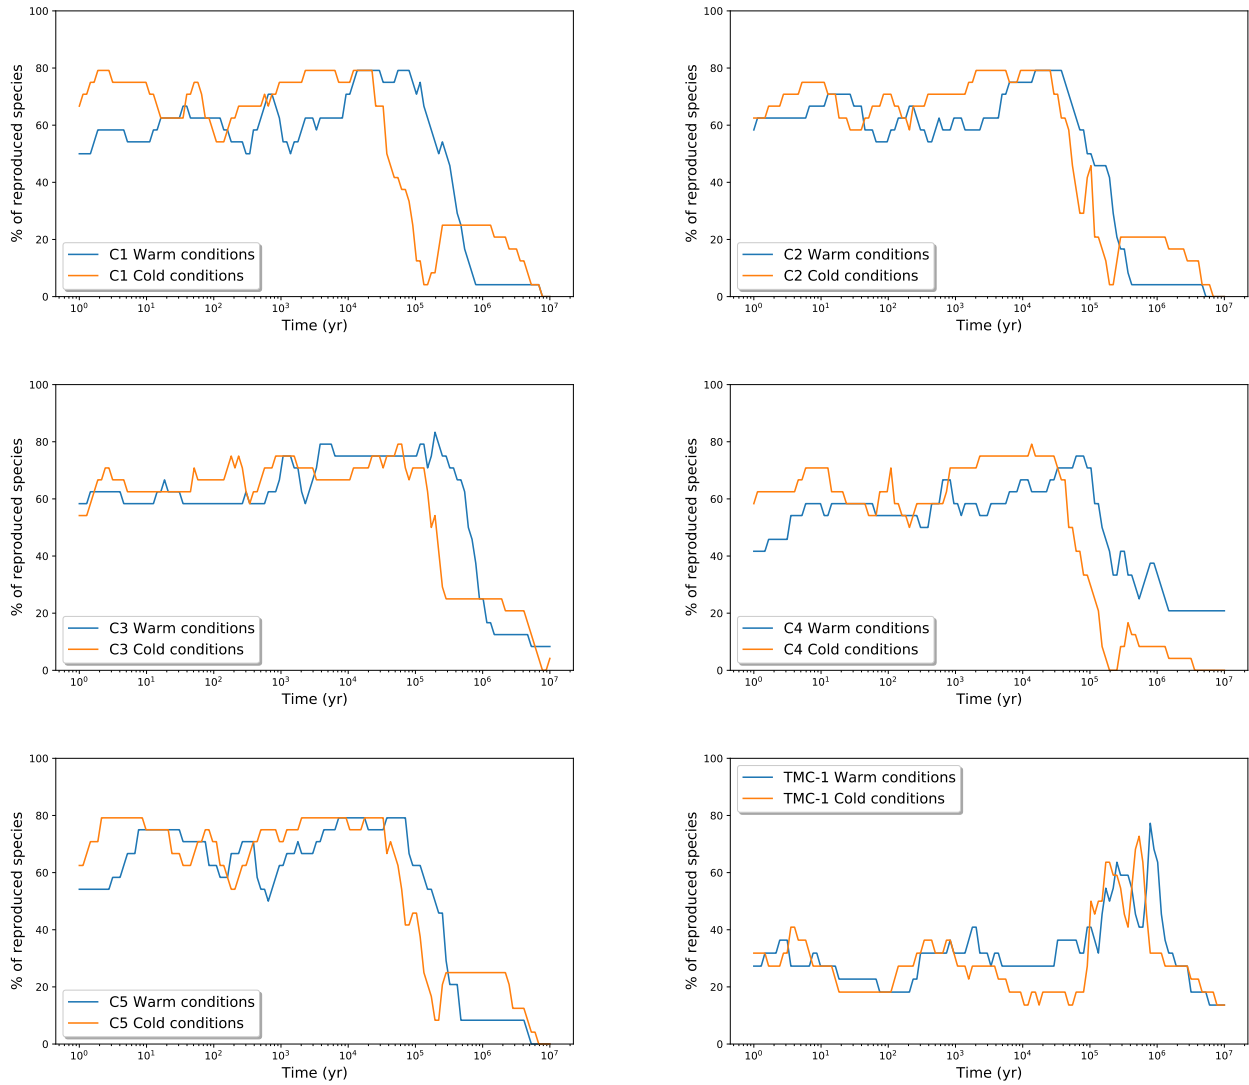 100
80
60
40
20
0
% of reproduced species
C1 Warm conditions
C1 Cold conditions
10^0 10^1 10^2 10^3 10^4 10^5 10^6 10^7
Time (yr)
100
80
60
40
20
0
% of reproduced species
C2 Warm conditions
C2 Cold conditions
10^0 10^1 10^2 10^3 10^4 10^5 10^6 10^7
Time (yr)
100
80
60
40
20
0
% of reproduced species
C3 Warm conditions
C3 Cold conditions
10^0 10^1 10^2 10^3 10^4 10^5 10^6 10^7
Time (yr)
100
80
60
40
20
0
% of reproduced species
C4 Warm conditions
C4 Cold conditions
10^0 10^1 10^2 10^3 10^4 10^5 10^6 10^7
Time (yr)
100
80
60
40
20
0
% of reproduced species
C5 Warm conditions
C5 Cold conditions
10^0 10^1 10^2 10^3 10^4 10^5 10^6 10^7
Time (yr)
100
80
60
40
20
0
% of reproduced species
TMC-1 Warm conditions
TMC-1 Cold conditions
10^0 10^1 10^2 10^3 10^4 10^5 10^6 10^7
Time (yr)